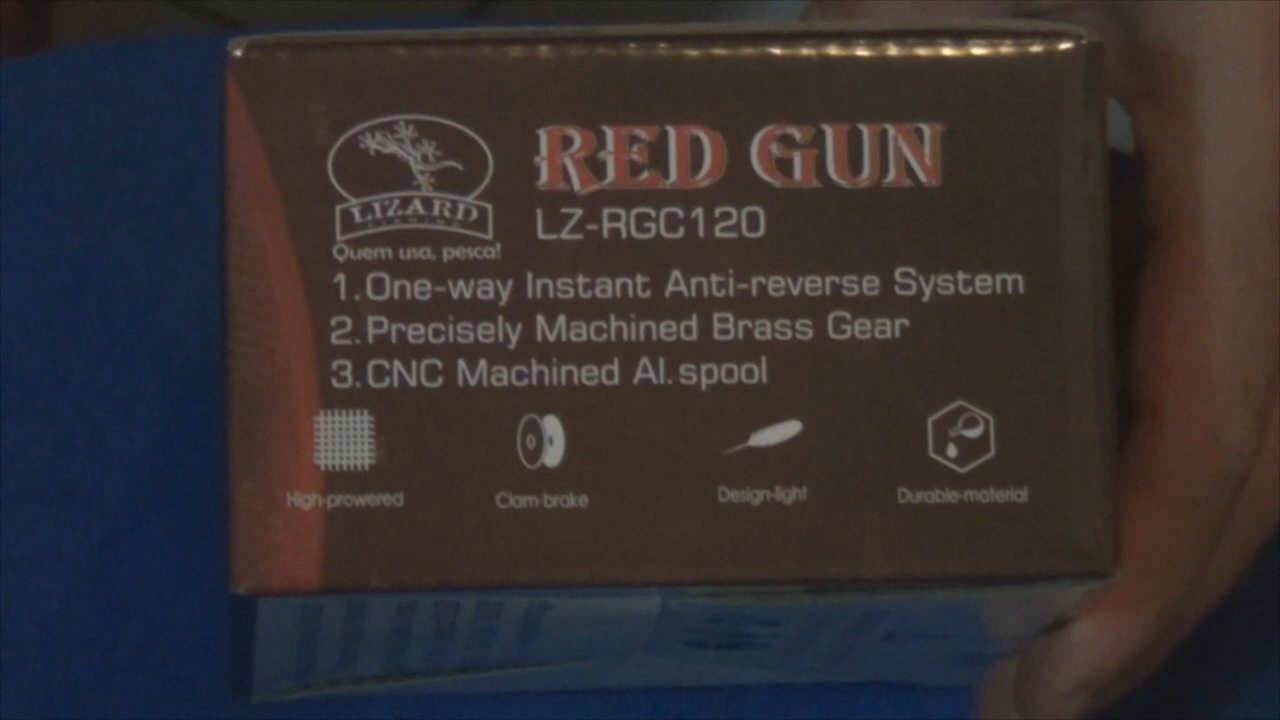 RED GUN
LIZARD
FISHING
LZ-RGC120
Quem usa, pesca!
1.One-way Instant Anti-reverse System
2.Precisely Machined Brass Gear
3.CNC Machined Al.spool
High-prowered
Clam-brake
Design-light
Durable-material